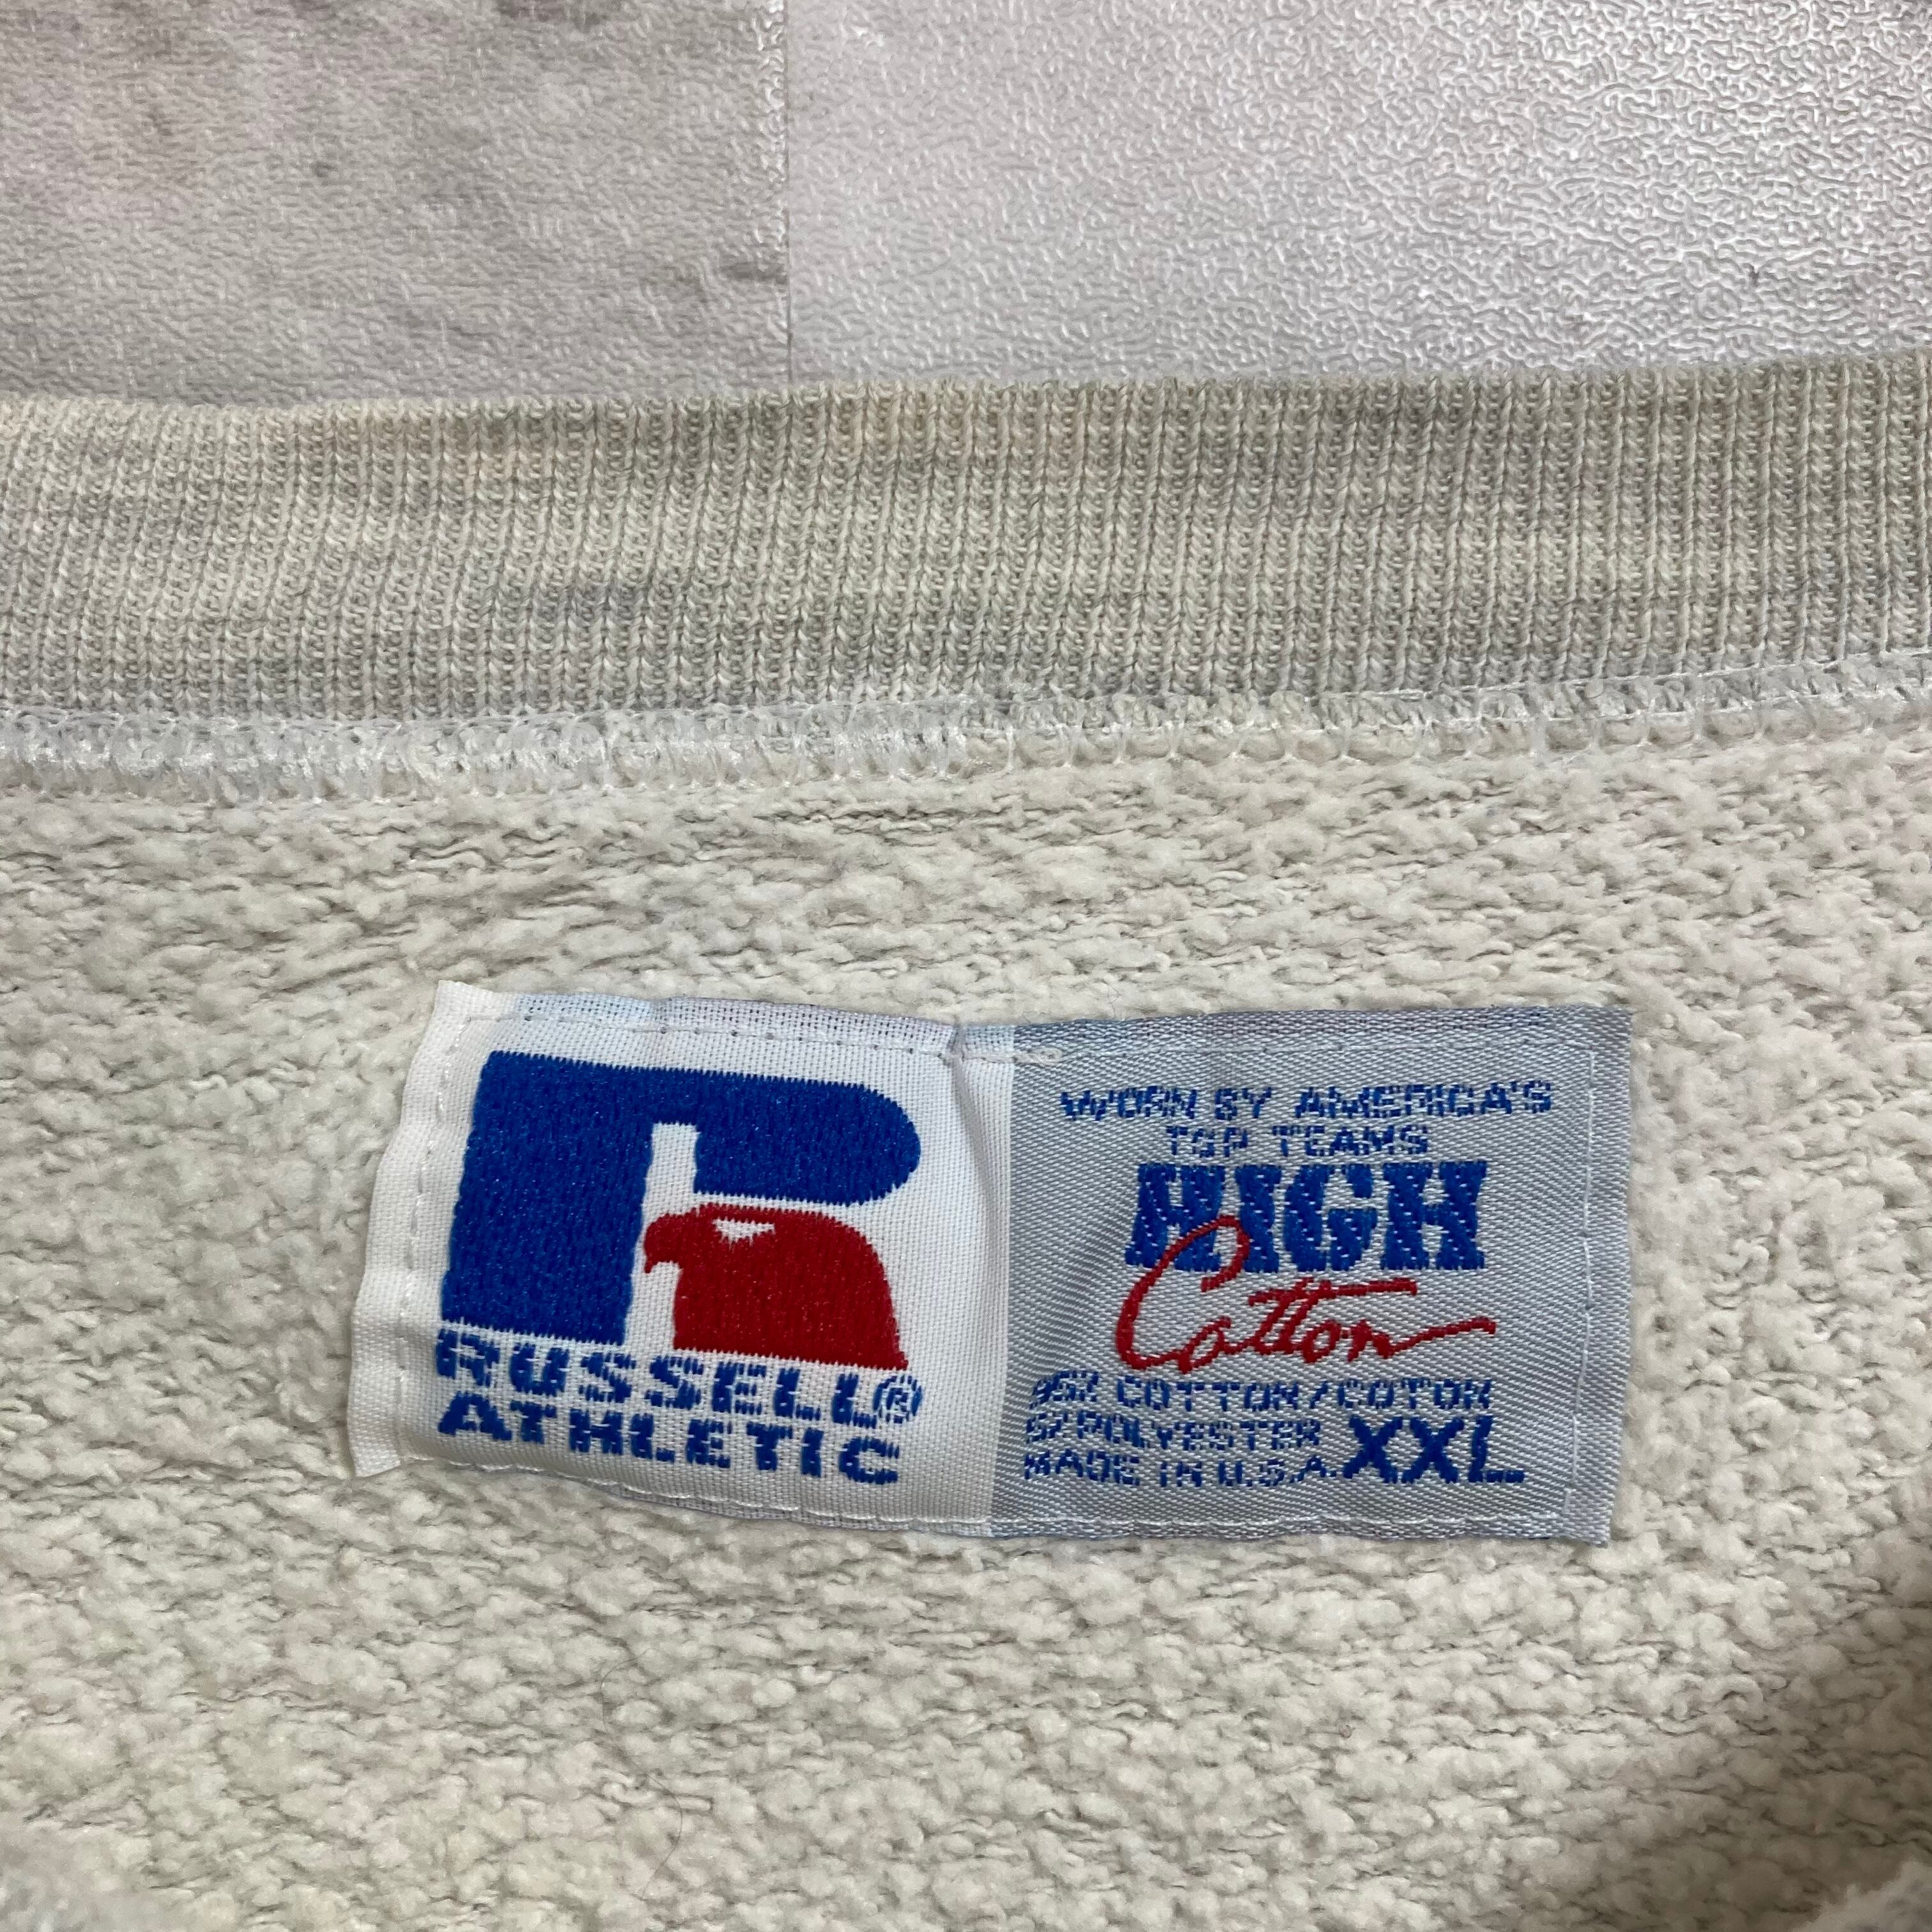 RUSSELL®
ATHLETIC
WORN BY AMERICA'S
TOP TEAMS
HIGH
Cotton
95% COTTON/COTON
5% POLYESTER
MADE IN U.S.A. XXL